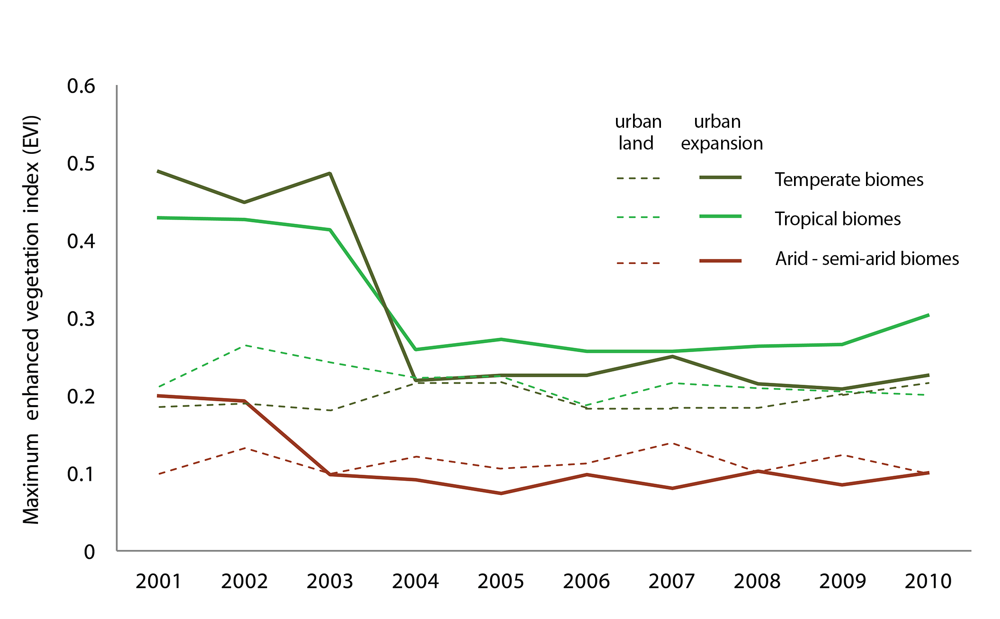 Maximum enhanced vegetation index (EVI)
0.6
0.5
0.4
0.3
0.2
0.1
0
urban urban
land expansion
Temperate biomes
Tropical biomes
Arid - semi-arid biomes
2001 2002 2003 2004 2005 2006 2007 2008 2009 2010